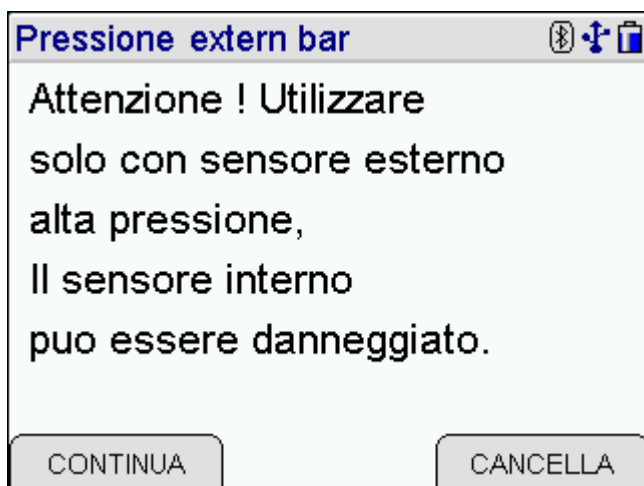 Pressione extern bar
Attenzione ! Utilizzare
solo con sensore esterno
alta pressione,
Il sensore interno
puo essere danneggiato.
CONTINUA
CANCELLA